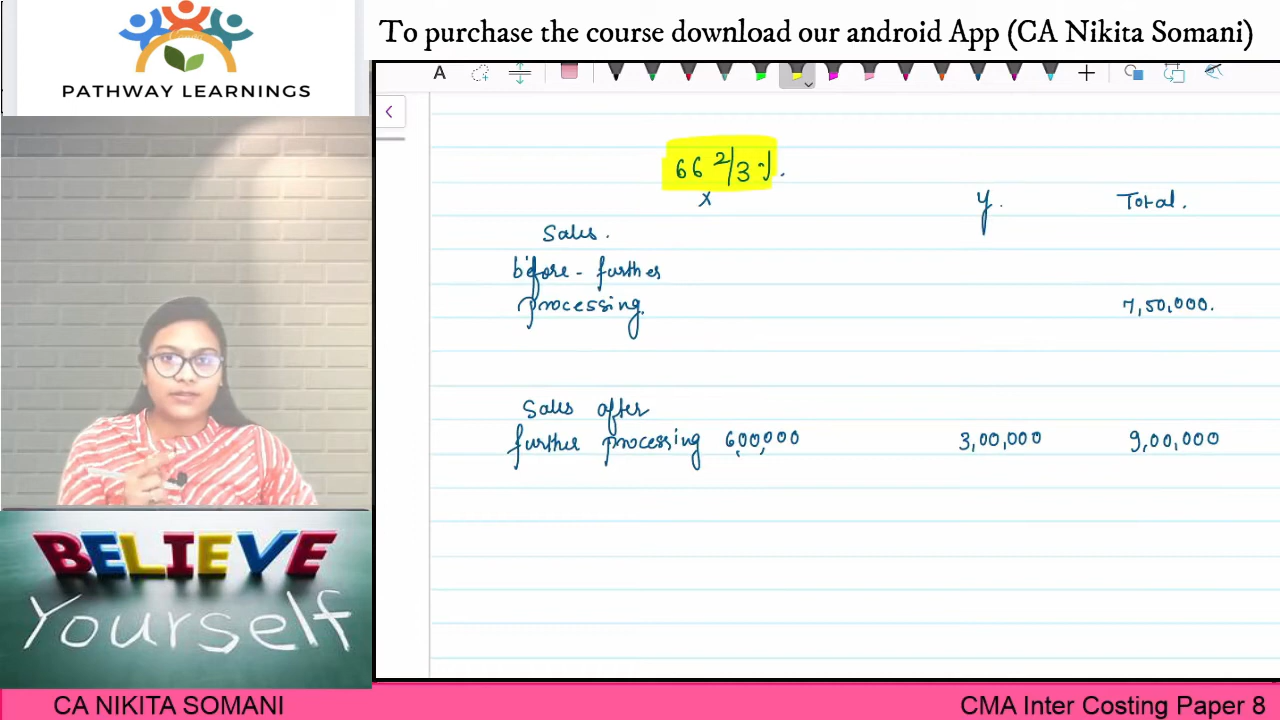 To purchase the course download our android App (CA Nikita Somani)
PATHWAY LEARNINGS
A
66 2/3 %.
x y. Total.
Sales.
before - further
processing. 7,50,000.
Sales after
further processing 6,00,000 3,00,000 9,00,000
BELIEVE
Yourself
CA NIKITA SOMANI
CMA Inter Costing Paper 8